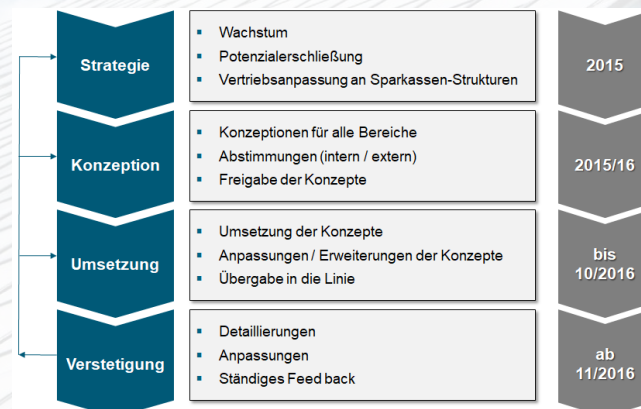 Strategie
▪ Wachstum
▪ Potenzialerschließung
▪ Vertriebsanpassung an Sparkassen-Strukturen
2015
Konzeption
▪ Konzeptionen für alle Bereiche
▪ Abstimmungen (intern / extern)
▪ Freigabe der Konzepte
2015/16
Umsetzung
▪ Umsetzung der Konzepte
▪ Anpassungen / Erweiterungen der Konzepte
▪ Übergabe in die Linie
bis
10/2016
Verstetigung
▪ Detaillierungen
▪ Anpassungen
▪ Ständiges Feed back
ab
11/2016